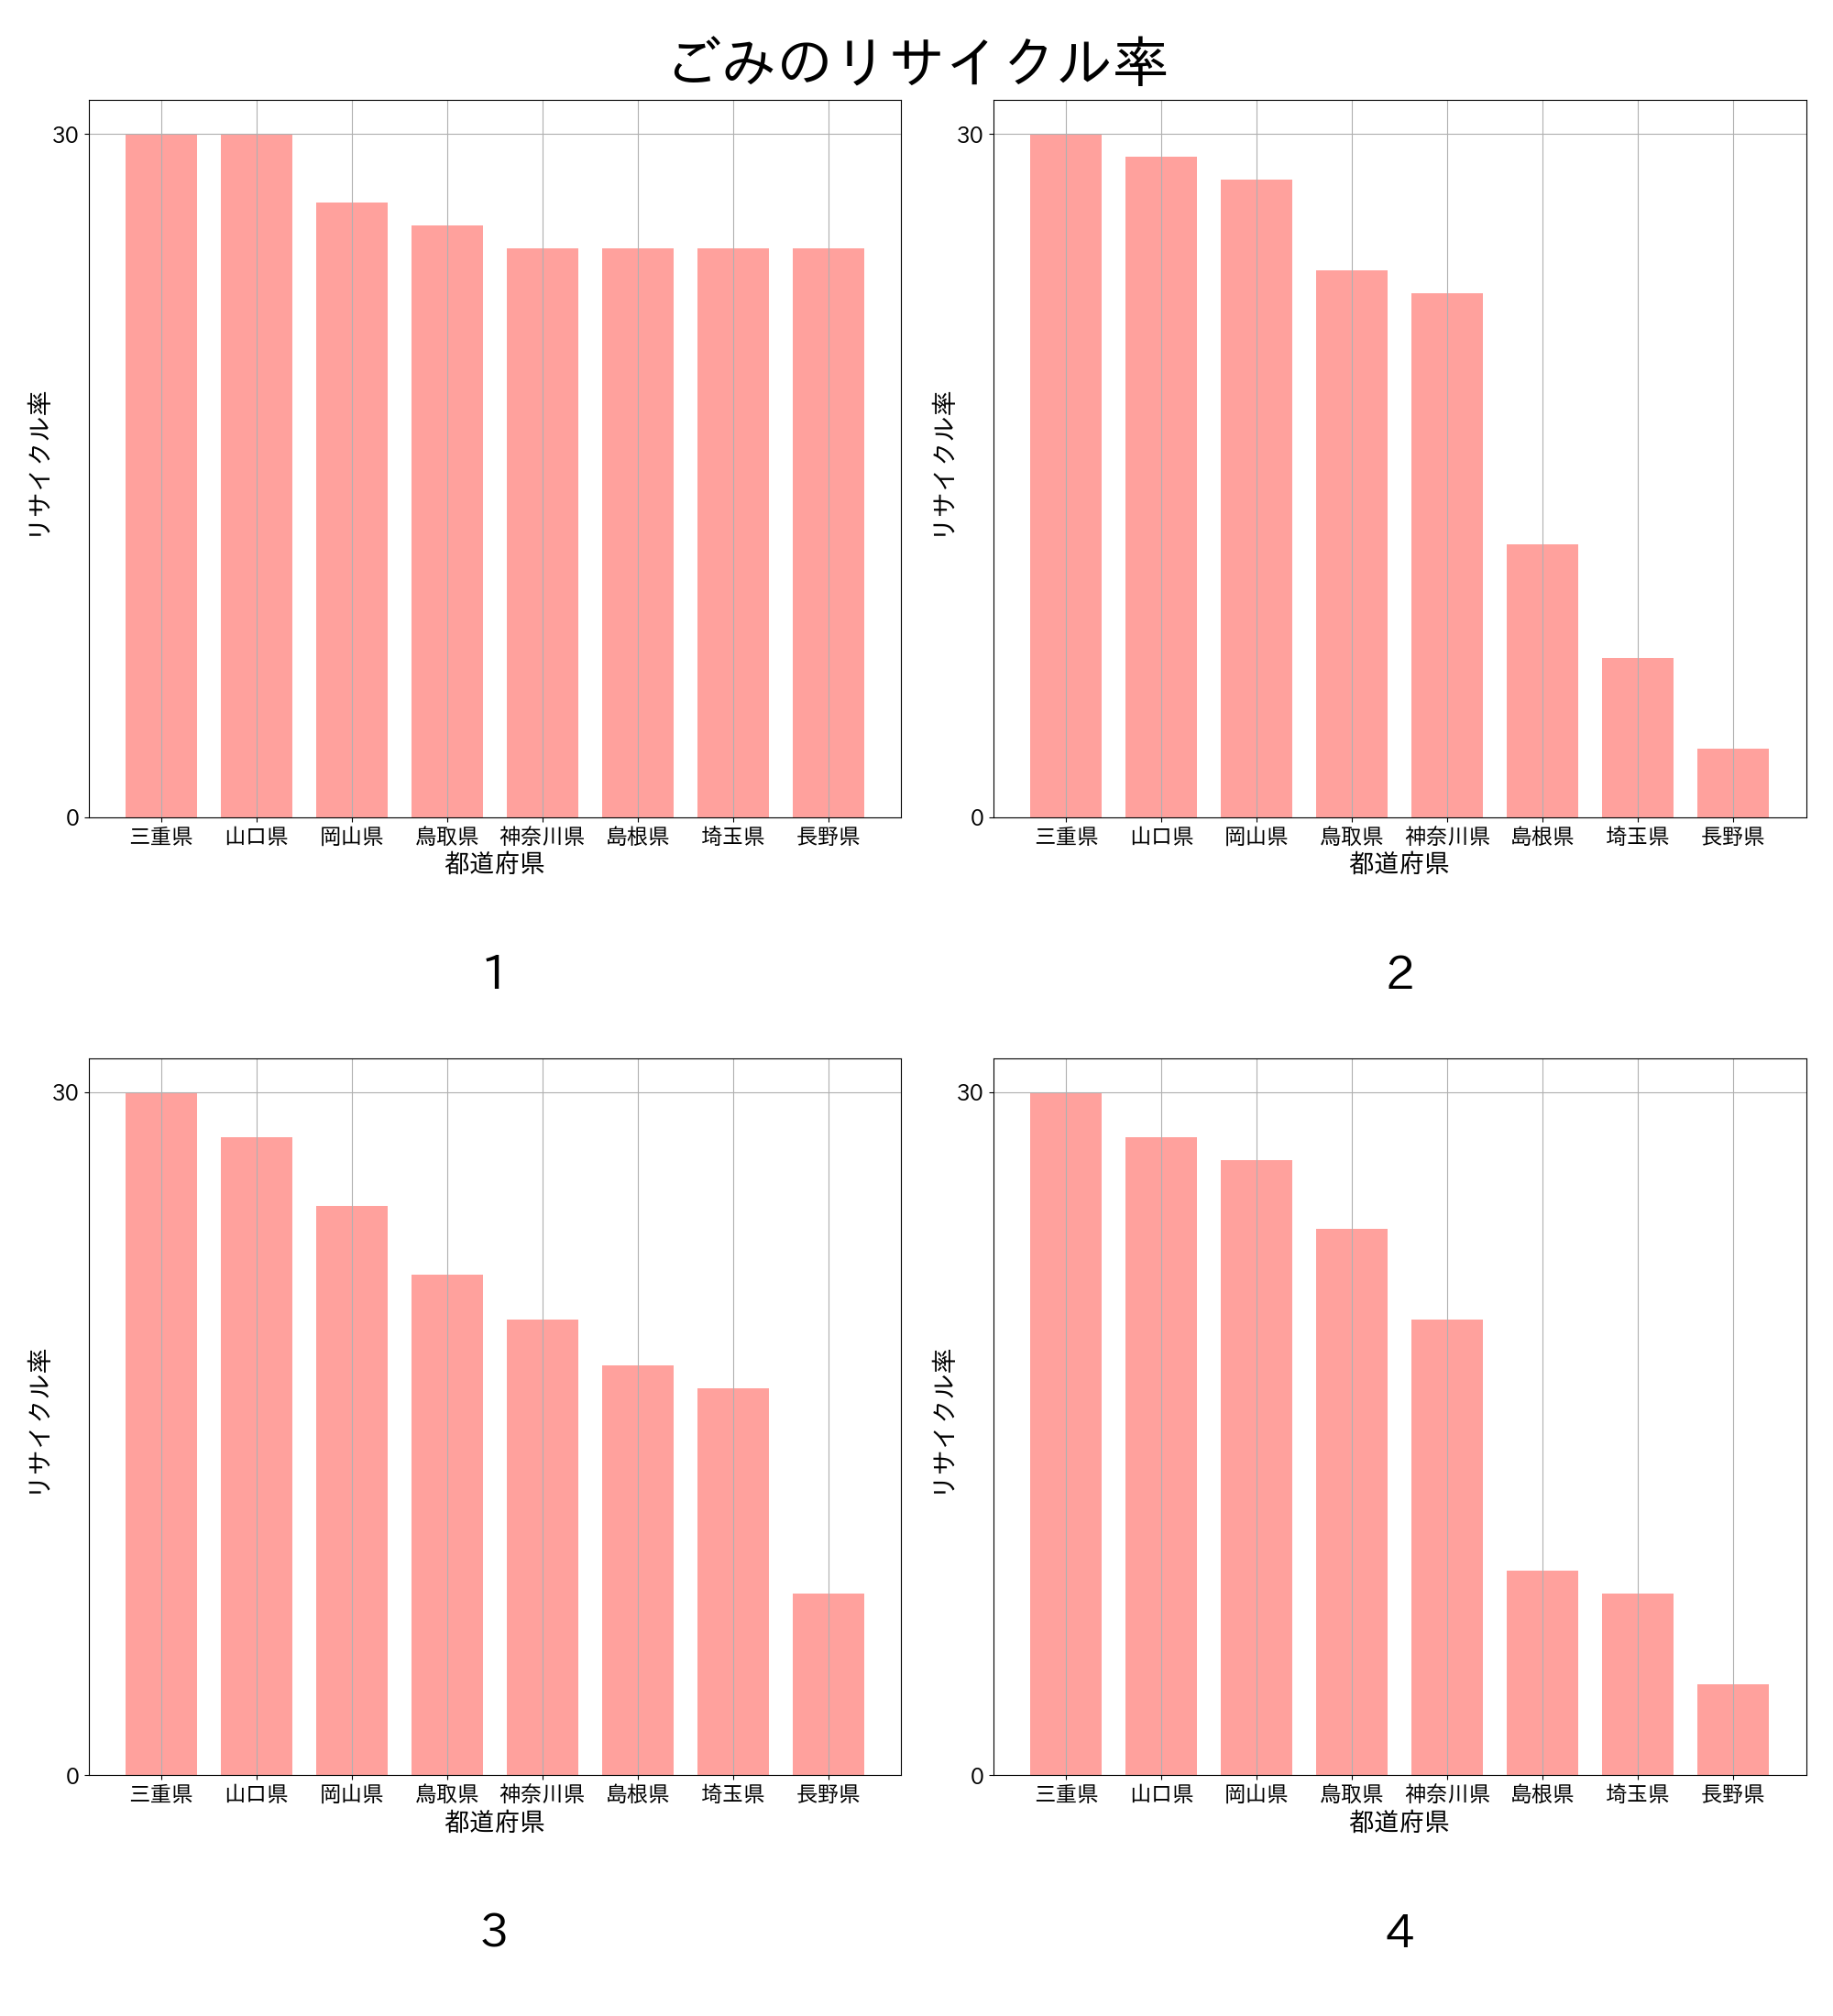 ごみのリサイクル率
30
0
リサイクル率
三重県 山口県 岡山県 鳥取県 神奈川県 島根県 埼玉県 長野県
都道府県
1
30
0
リサイクル率
三重県 山口県 岡山県 鳥取県 神奈川県 島根県 埼玉県 長野県
都道府県
2
30
0
リサイクル率
三重県 山口県 岡山県 鳥取県 神奈川県 島根県 埼玉県 長野県
都道府県
3
30
0
リサイクル率
三重県 山口県 岡山県 鳥取県 神奈川県 島根県 埼玉県 長野県
都道府県
4